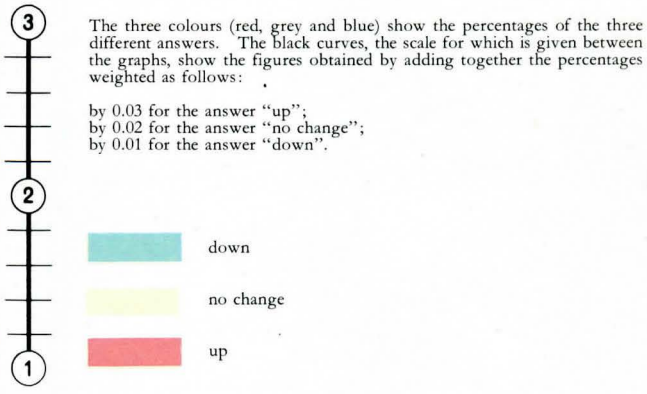 3
The three colours (red, grey and blue) show the percentages of the three
different answers. The black curves, the scale for which is given between
the graphs, show the figures obtained by adding together the percentages
weighted as follows:
by 0.03 for the answer "up";
by 0.02 for the answer "no change";
by 0.01 for the answer "down".
2
down
no change
up
1